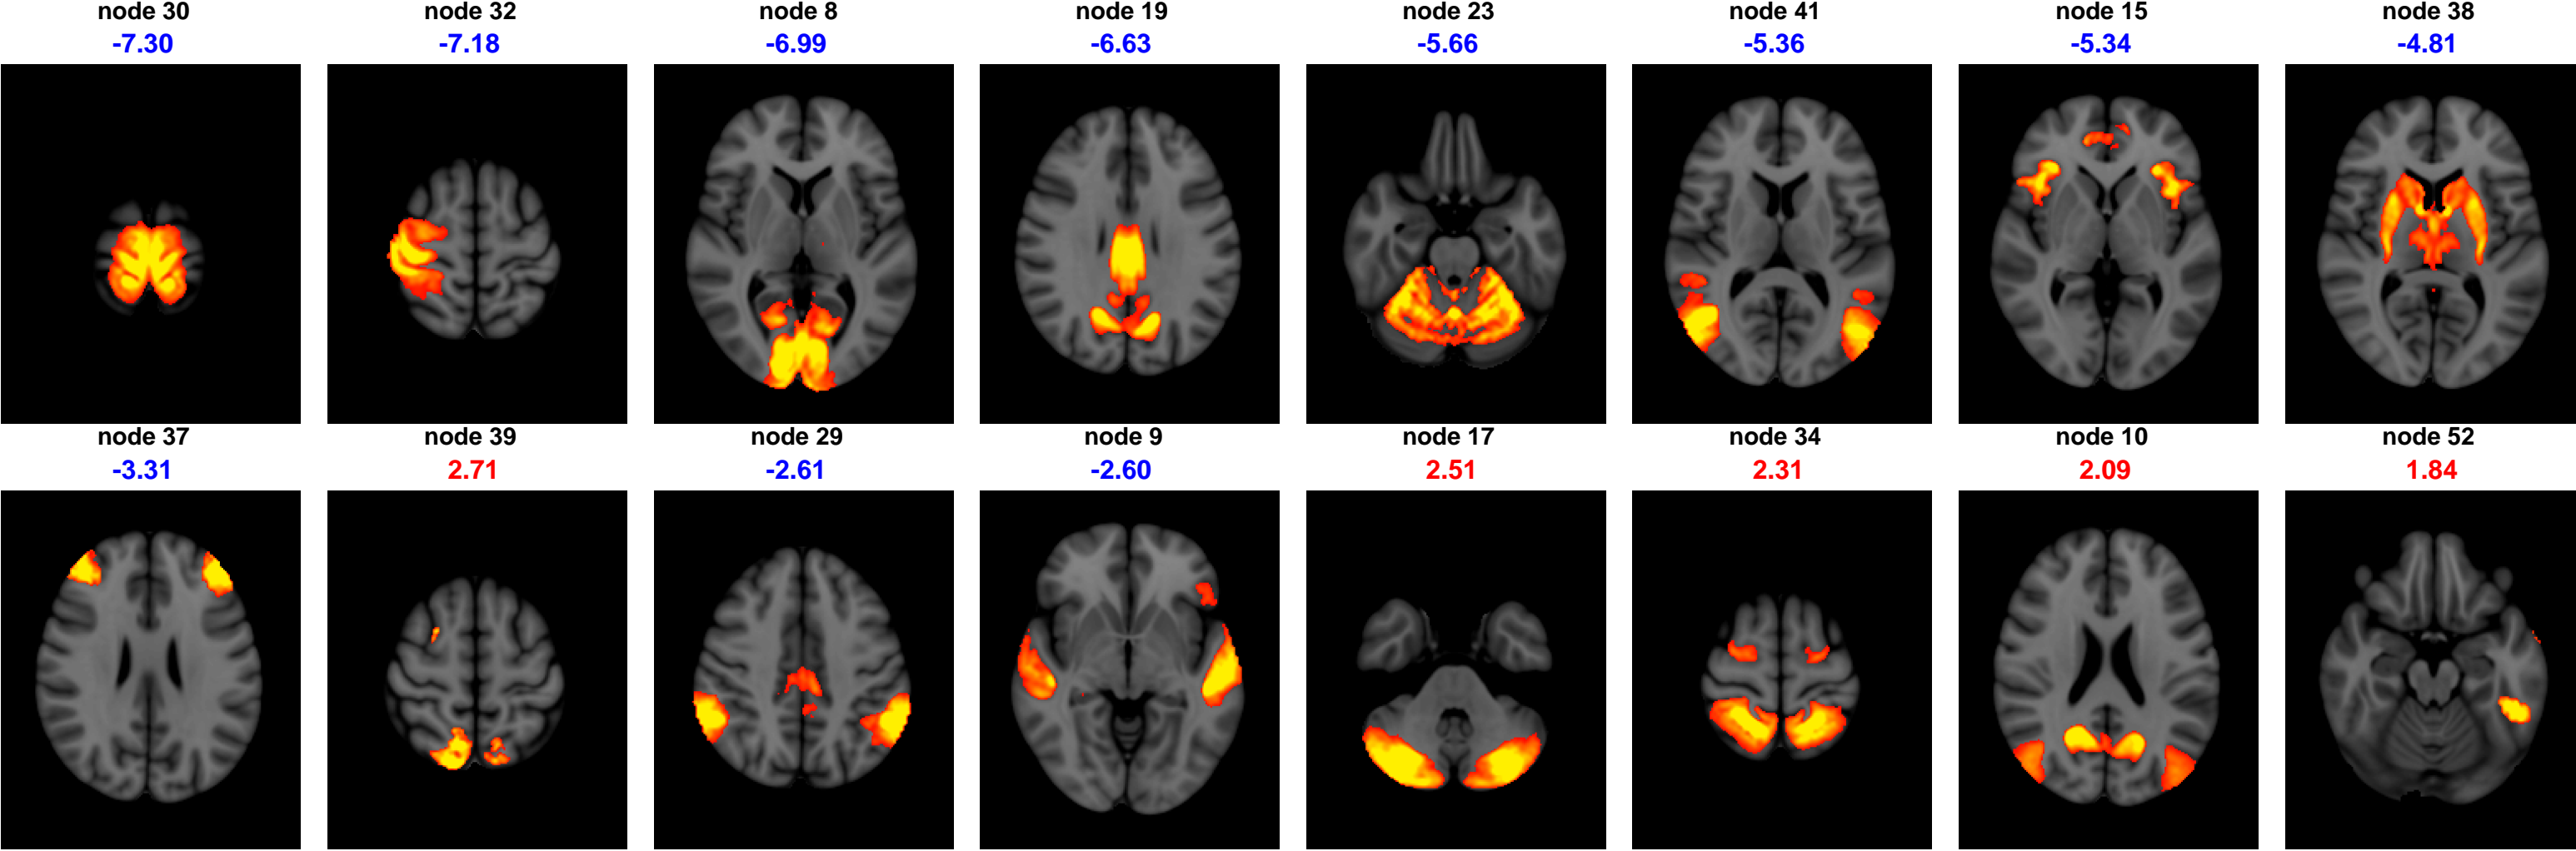 node 30 node 32 node 8 node 19 node 23 node 41 node 15 node 38
-7.30 -7.18 -6.99 -6.63 -5.66 -5.36 -5.34 -4.81
node 37 node 39 node 29 node 9 node 17 node 34 node 10 node 52
-3.31 2.71 -2.61 -2.60 2.51 2.31 2.09 1.84